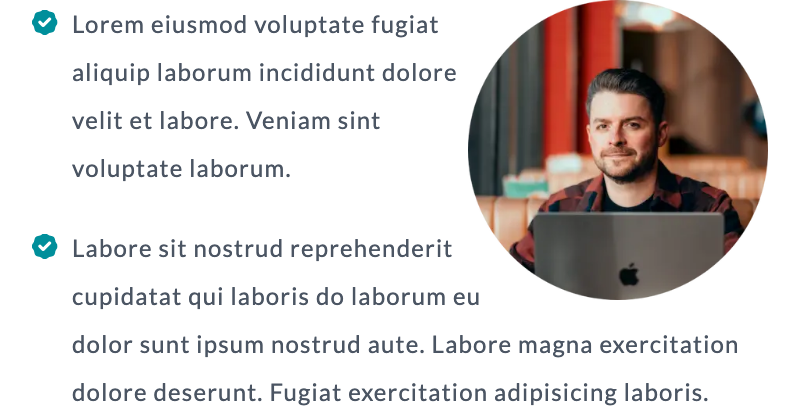 Lorem eiusmod voluptate fugiat
aliquip laborum incididunt dolore
velit et labore. Veniam sint
voluptate laborum.
Labore sit nostrud reprehenderit
cupidatat qui laboris do laborum eu
dolor sunt ipsum nostrud aute. Labore magna exercitation
dolore deserunt. Fugiat exercitation adipisicing laboris.